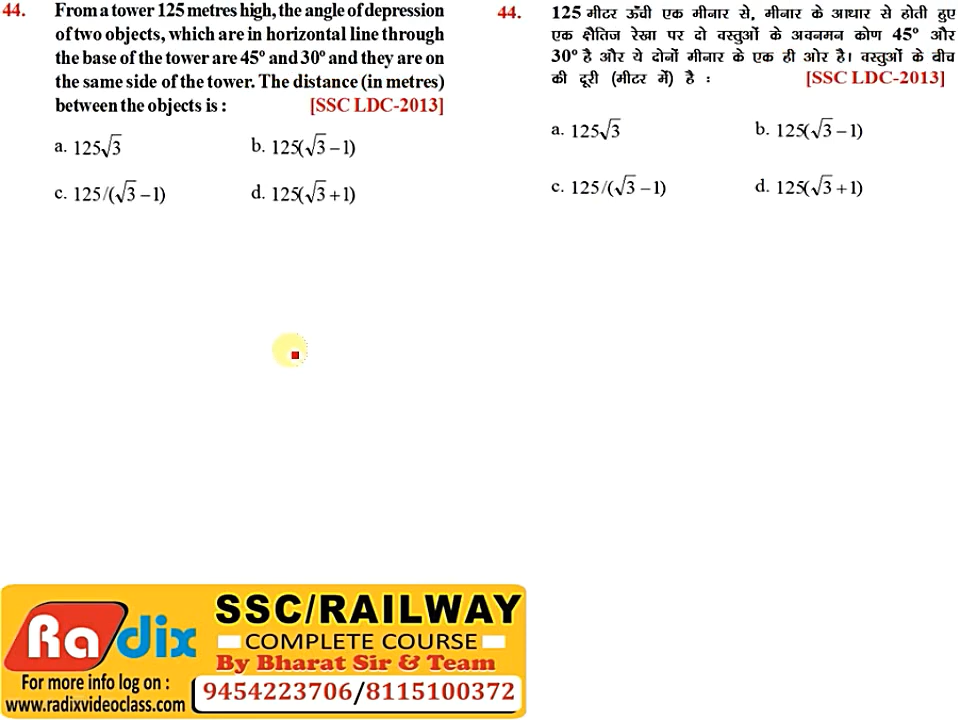 44. From a tower 125 metres high, the angle of depression
of two objects, which are in horizontal line through
the base of the tower are 45° and 30° and they are on
the same side of the tower. The distance (in metres)
between the objects is : [SSC LDC-2013]
a. 125√3 b. 125(√3 – 1)
c. 125/(√3 – 1) d. 125(√3 + 1)
44. 125 मीटर ऊँची एक मीनार से, मीनार के आधार से होती हुए
एक क्षैतिज रेखा पर दो वस्तुओं के अवनमन कोण 45° और
30° है और ये दोनों मीनार के एक ही ओर है। वस्तुओं के बीच
की दूरी (मीटर में) है : [SSC LDC-2013]
a. 125√3 b. 125(√3 – 1)
c. 125/(√3 – 1) d. 125(√3 + 1)
Radix
For more info log on :
www.radixvideoclass.com
SSC/RAILWAY
COMPLETE COURSE
By Bharat Sir & Team
9454223706/8115100372